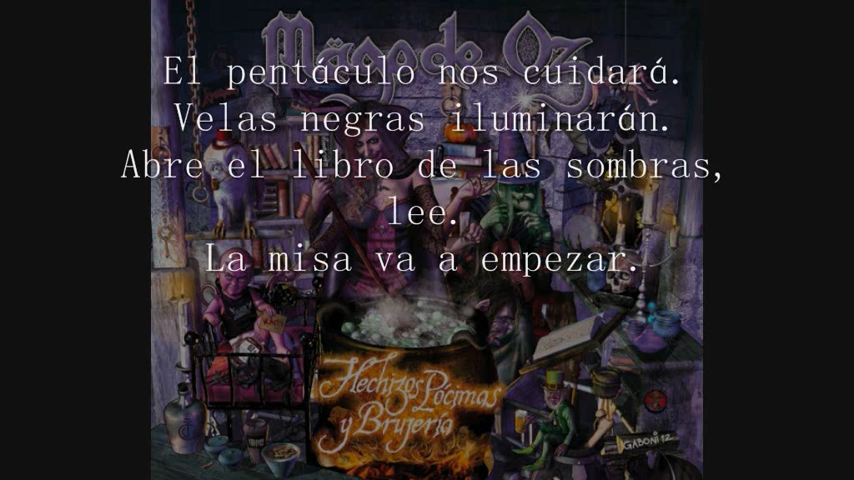 Mägo de Oz
El pentáculo nos cuidará.
Velas negras iluminarán.
Abre el libro de las sombras,
lee.
La misa va a empezar.
Hechizos Pócimas
y Brujería
GABONI 12